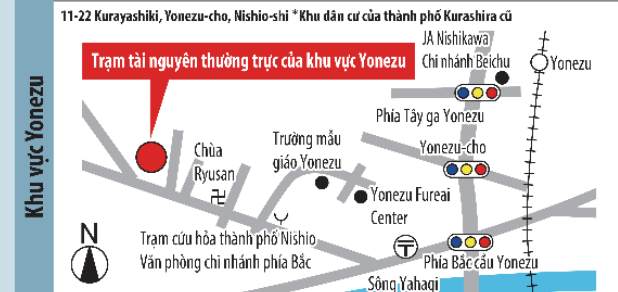 11-22 Kurayashiki, Yonezu-cho, Nishio-shi *Khu dân cư của thành phố Kurashira cũ
Khu vực Yonezu
Trạm tài nguyên thường trực của khu vực Yonezu
JA Nishikawa
Chi nhánh Beichu
Yonezu
Phía Tây ga Yonezu
Yonezu-cho
Trường mẫu
giáo Yonezu
Chùa
Ryusan
卍
Yonezu Fureai
Center
N
Trạm cứu hỏa thành phố Nishio
Văn phòng chi nhánh phía Bắc
〒
Phía Bắc cầu Yonezu
Sông Yahagi